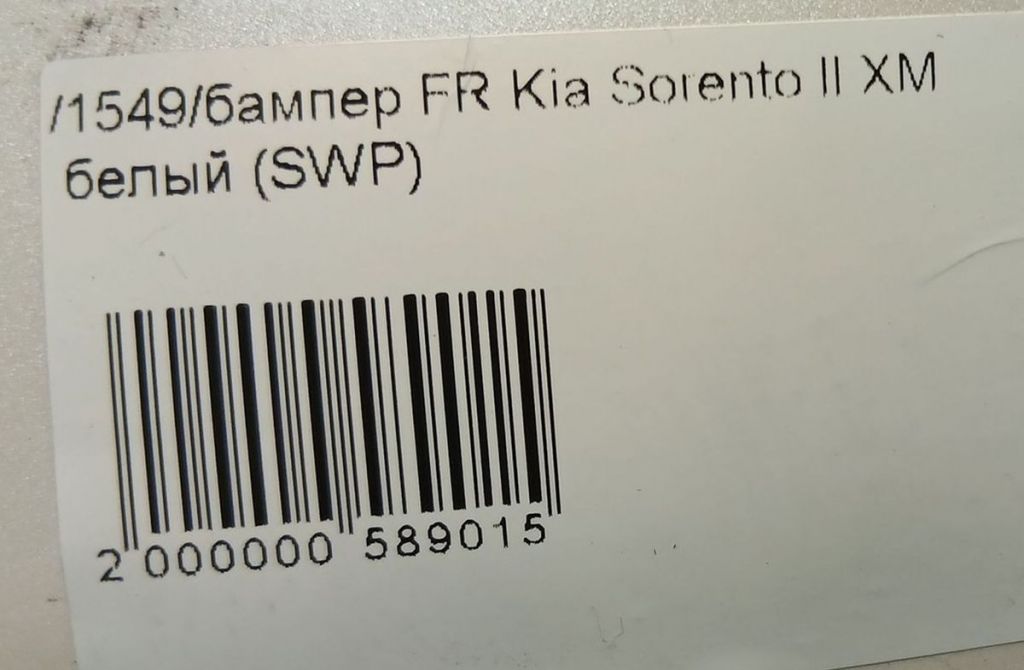 /1549/бампер FR Kia Sorento II XM
белый (SWP)
2 000000 589015